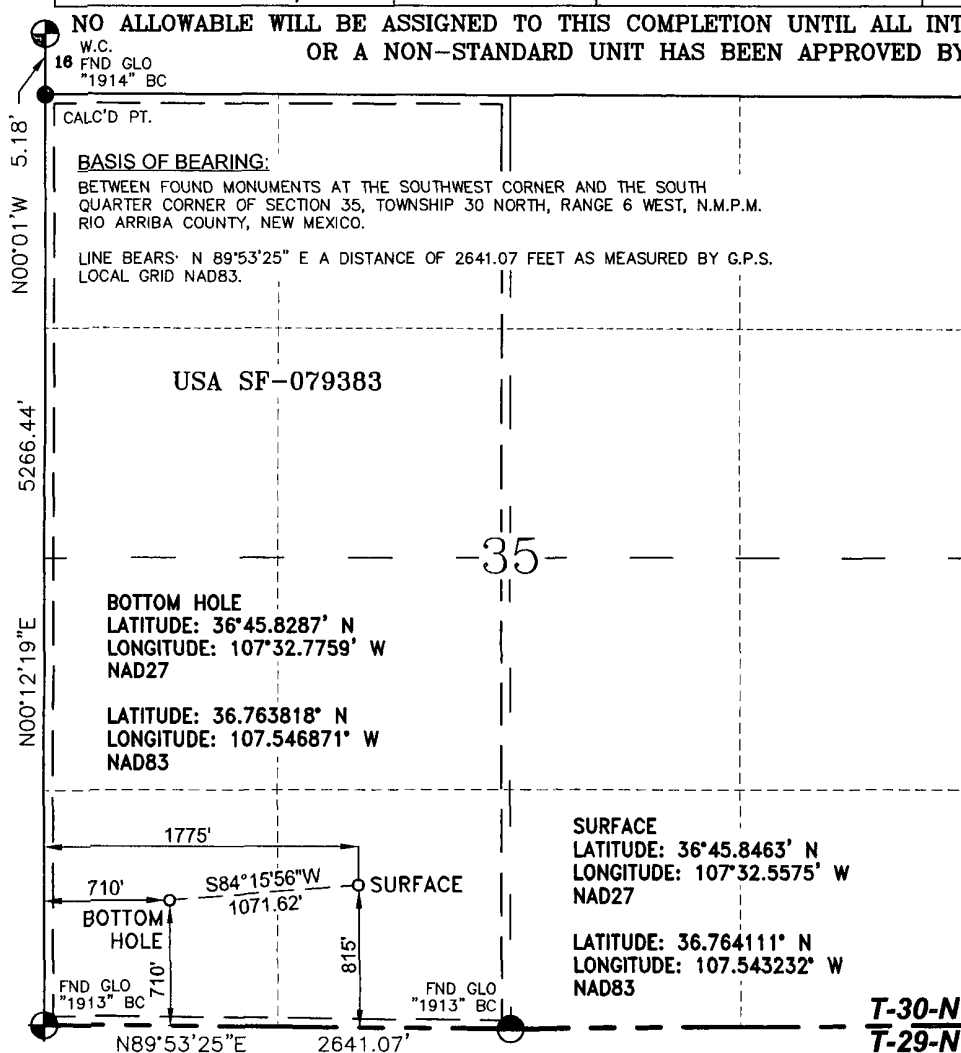 NO ALLOWABLE WILL BE ASSIGNED TO THIS COMPLETION UNTIL ALL INT
OR A NON-STANDARD UNIT HAS BEEN APPROVED BY
W.C.
16 FND GLO
"1914" BC
CALC'D PT.
N00°01'W 5.18'
BASIS OF BEARING:
BETWEEN FOUND MONUMENTS AT THE SOUTHWEST CORNER AND THE SOUTH
QUARTER CORNER OF SECTION 35, TOWNSHIP 30 NORTH, RANGE 6 WEST, N.M.P.M.
RIO ARRIBA COUNTY, NEW MEXICO.
LINE BEARS: N 89°53'25" E A DISTANCE OF 2641.07 FEET AS MEASURED BY G.P.S.
LOCAL GRID NAD83.
USA SF-079383
N00°12'19"E 5266.44'
35
BOTTOM HOLE
LATITUDE: 36°45.8287' N
LONGITUDE: 107°32.7759' W
NAD27
LATITUDE: 36.763818° N
LONGITUDE: 107.546871° W
NAD83
1775'
710'
S84°15'56"W
1071.62'
SURFACE
BOTTOM
HOLE
710'
815'
SURFACE
LATITUDE: 36°45.8463' N
LONGITUDE: 107°32.5575' W
NAD27
LATITUDE: 36.764111° N
LONGITUDE: 107.543232° W
NAD83
FND GLO
"1913" BC
FND GLO
"1913" BC
N89°53'25"E 2641.07'
T-30-N
T-29-N